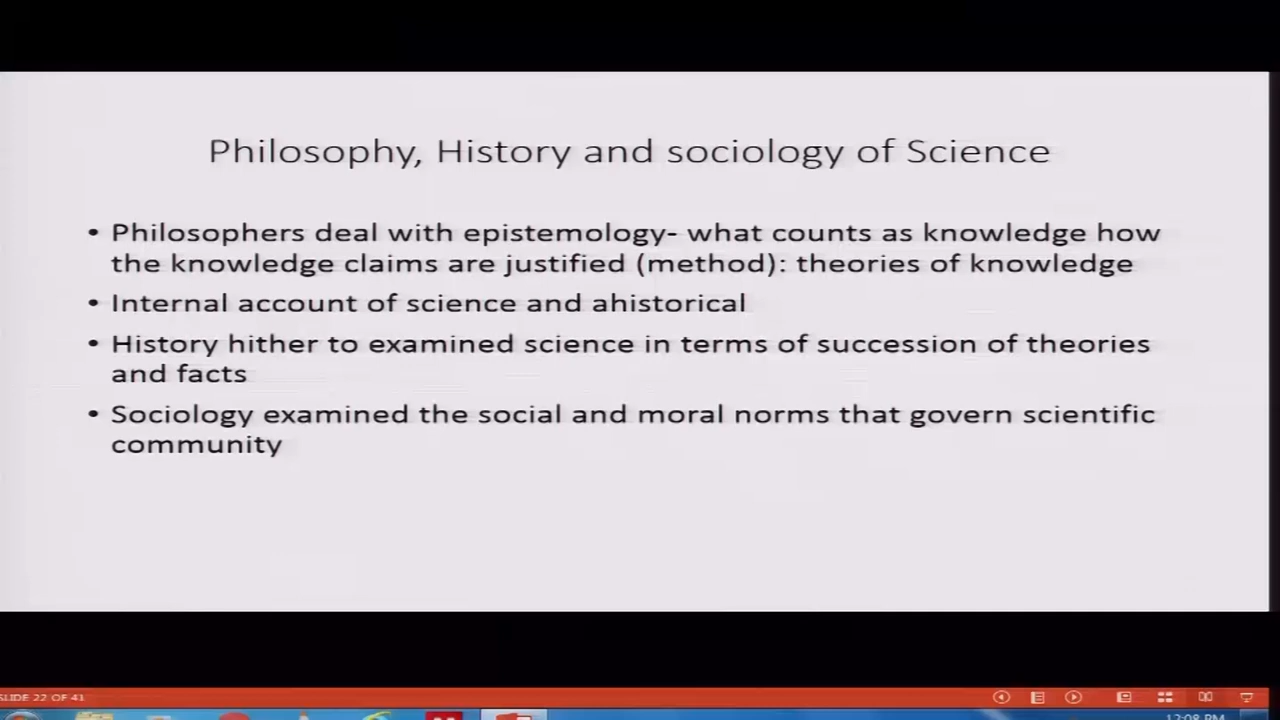 Philosophy, History and sociology of Science
• Philosophers deal with epistemology- what counts as knowledge how
the knowledge claims are justified (method): theories of knowledge
• Internal account of science and ahistorical
• History hither to examined science in terms of succession of theories
and facts
• Sociology examined the social and moral norms that govern scientific
community
SLIDE 22 OF 41
12:08 PM